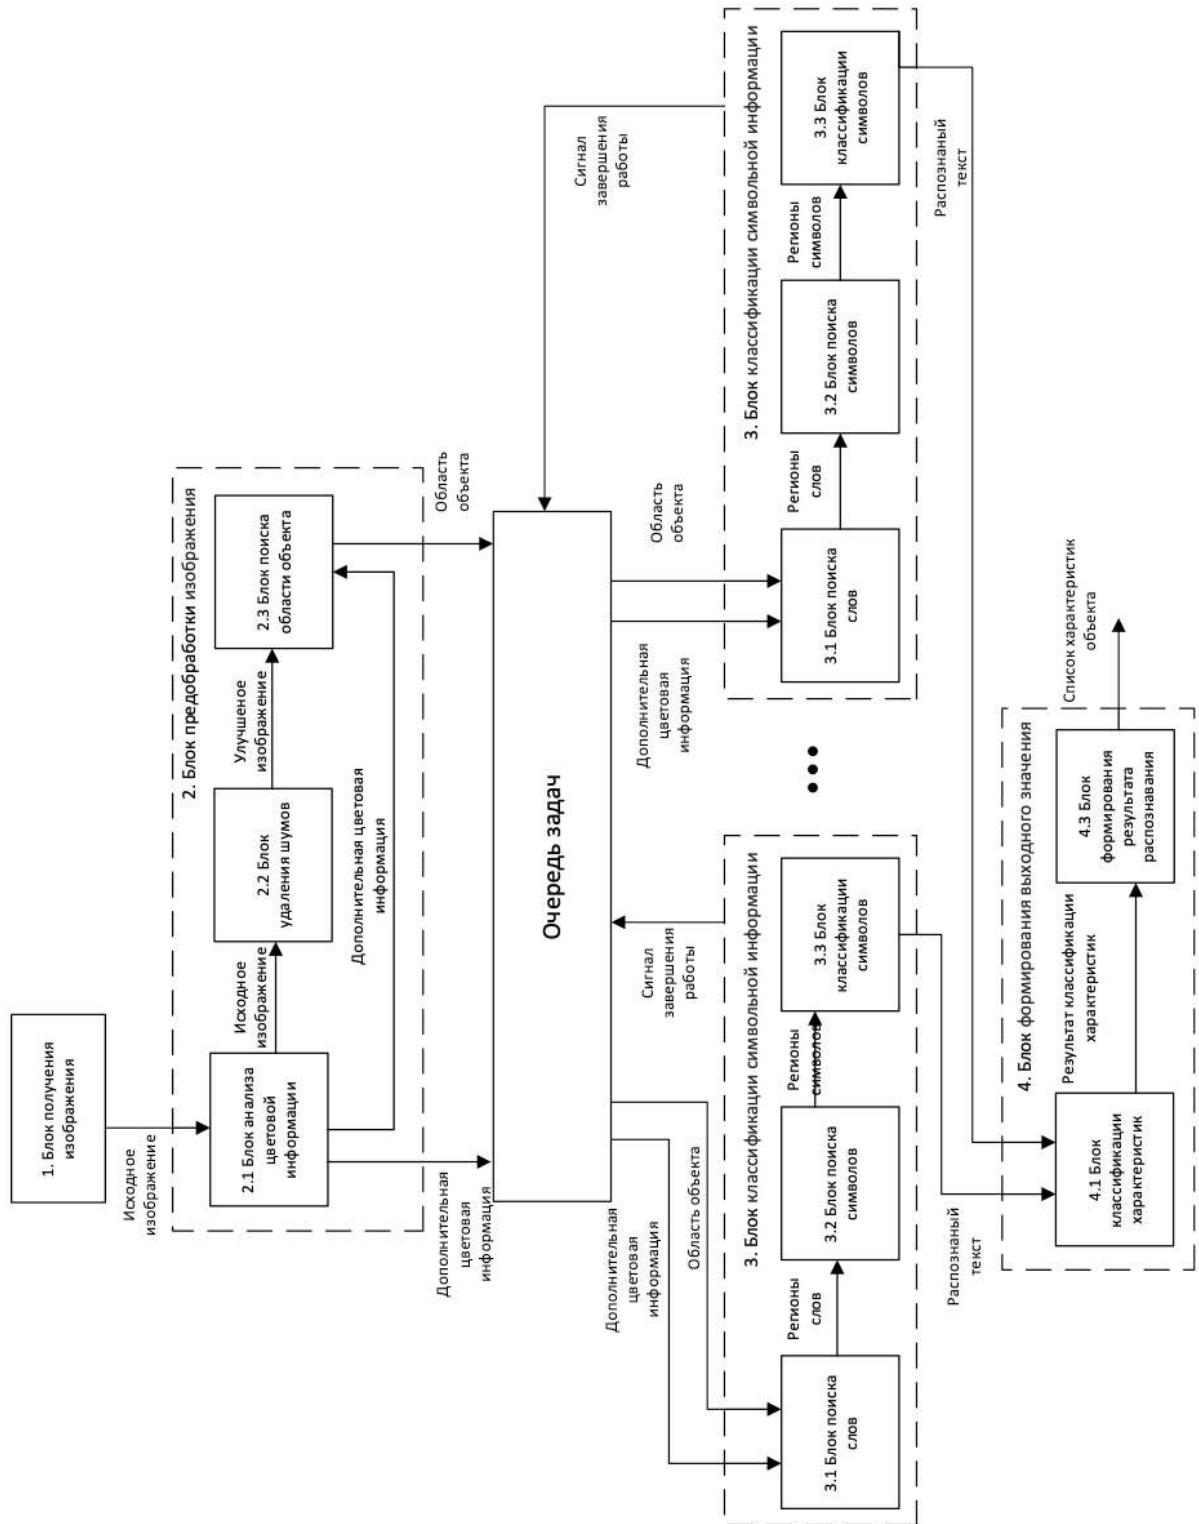 1. Блок получения
изображения
Исходное
изображение
2. Блок предобработки изображения
2.1 Блок анализа
цветовой
информации
Исходное
изображение
2.2 Блок
удаления шумов
Улучшеное
изображение
2.3 Блок поиска
области объекта
Дополнительная цветовая
информация
Дополнительная
цветовая
информация
Область
объекта
Очередь задач
Дополнительная
цветовая
информация
Область объекта
Сигнал
завершения
работы
Дополнительная
цветовая
информация
Область
объекта
Сигнал
завершения
работы
3. Блок классификации символьной информации
3.1 Блок поиска
слов
Регионы
слов
3.2 Блок поиска
символов
Регионы
символов
3.3 Блок
классификации
символов
3. Блок классификации символьной информации
3.1 Блок поиска
слов
Регионы
слов
3.2 Блок поиска
символов
Регионы
символов
3.3 Блок
классификации
символов
Распознаный
текст
Распознаный
текст
4. Блок формирования выходного значения
4.1 Блок
классификации
характеристик
Результат классификации
характеристик
4.3 Блок
формирования
результата
распознавания
Список характеристик
объекта